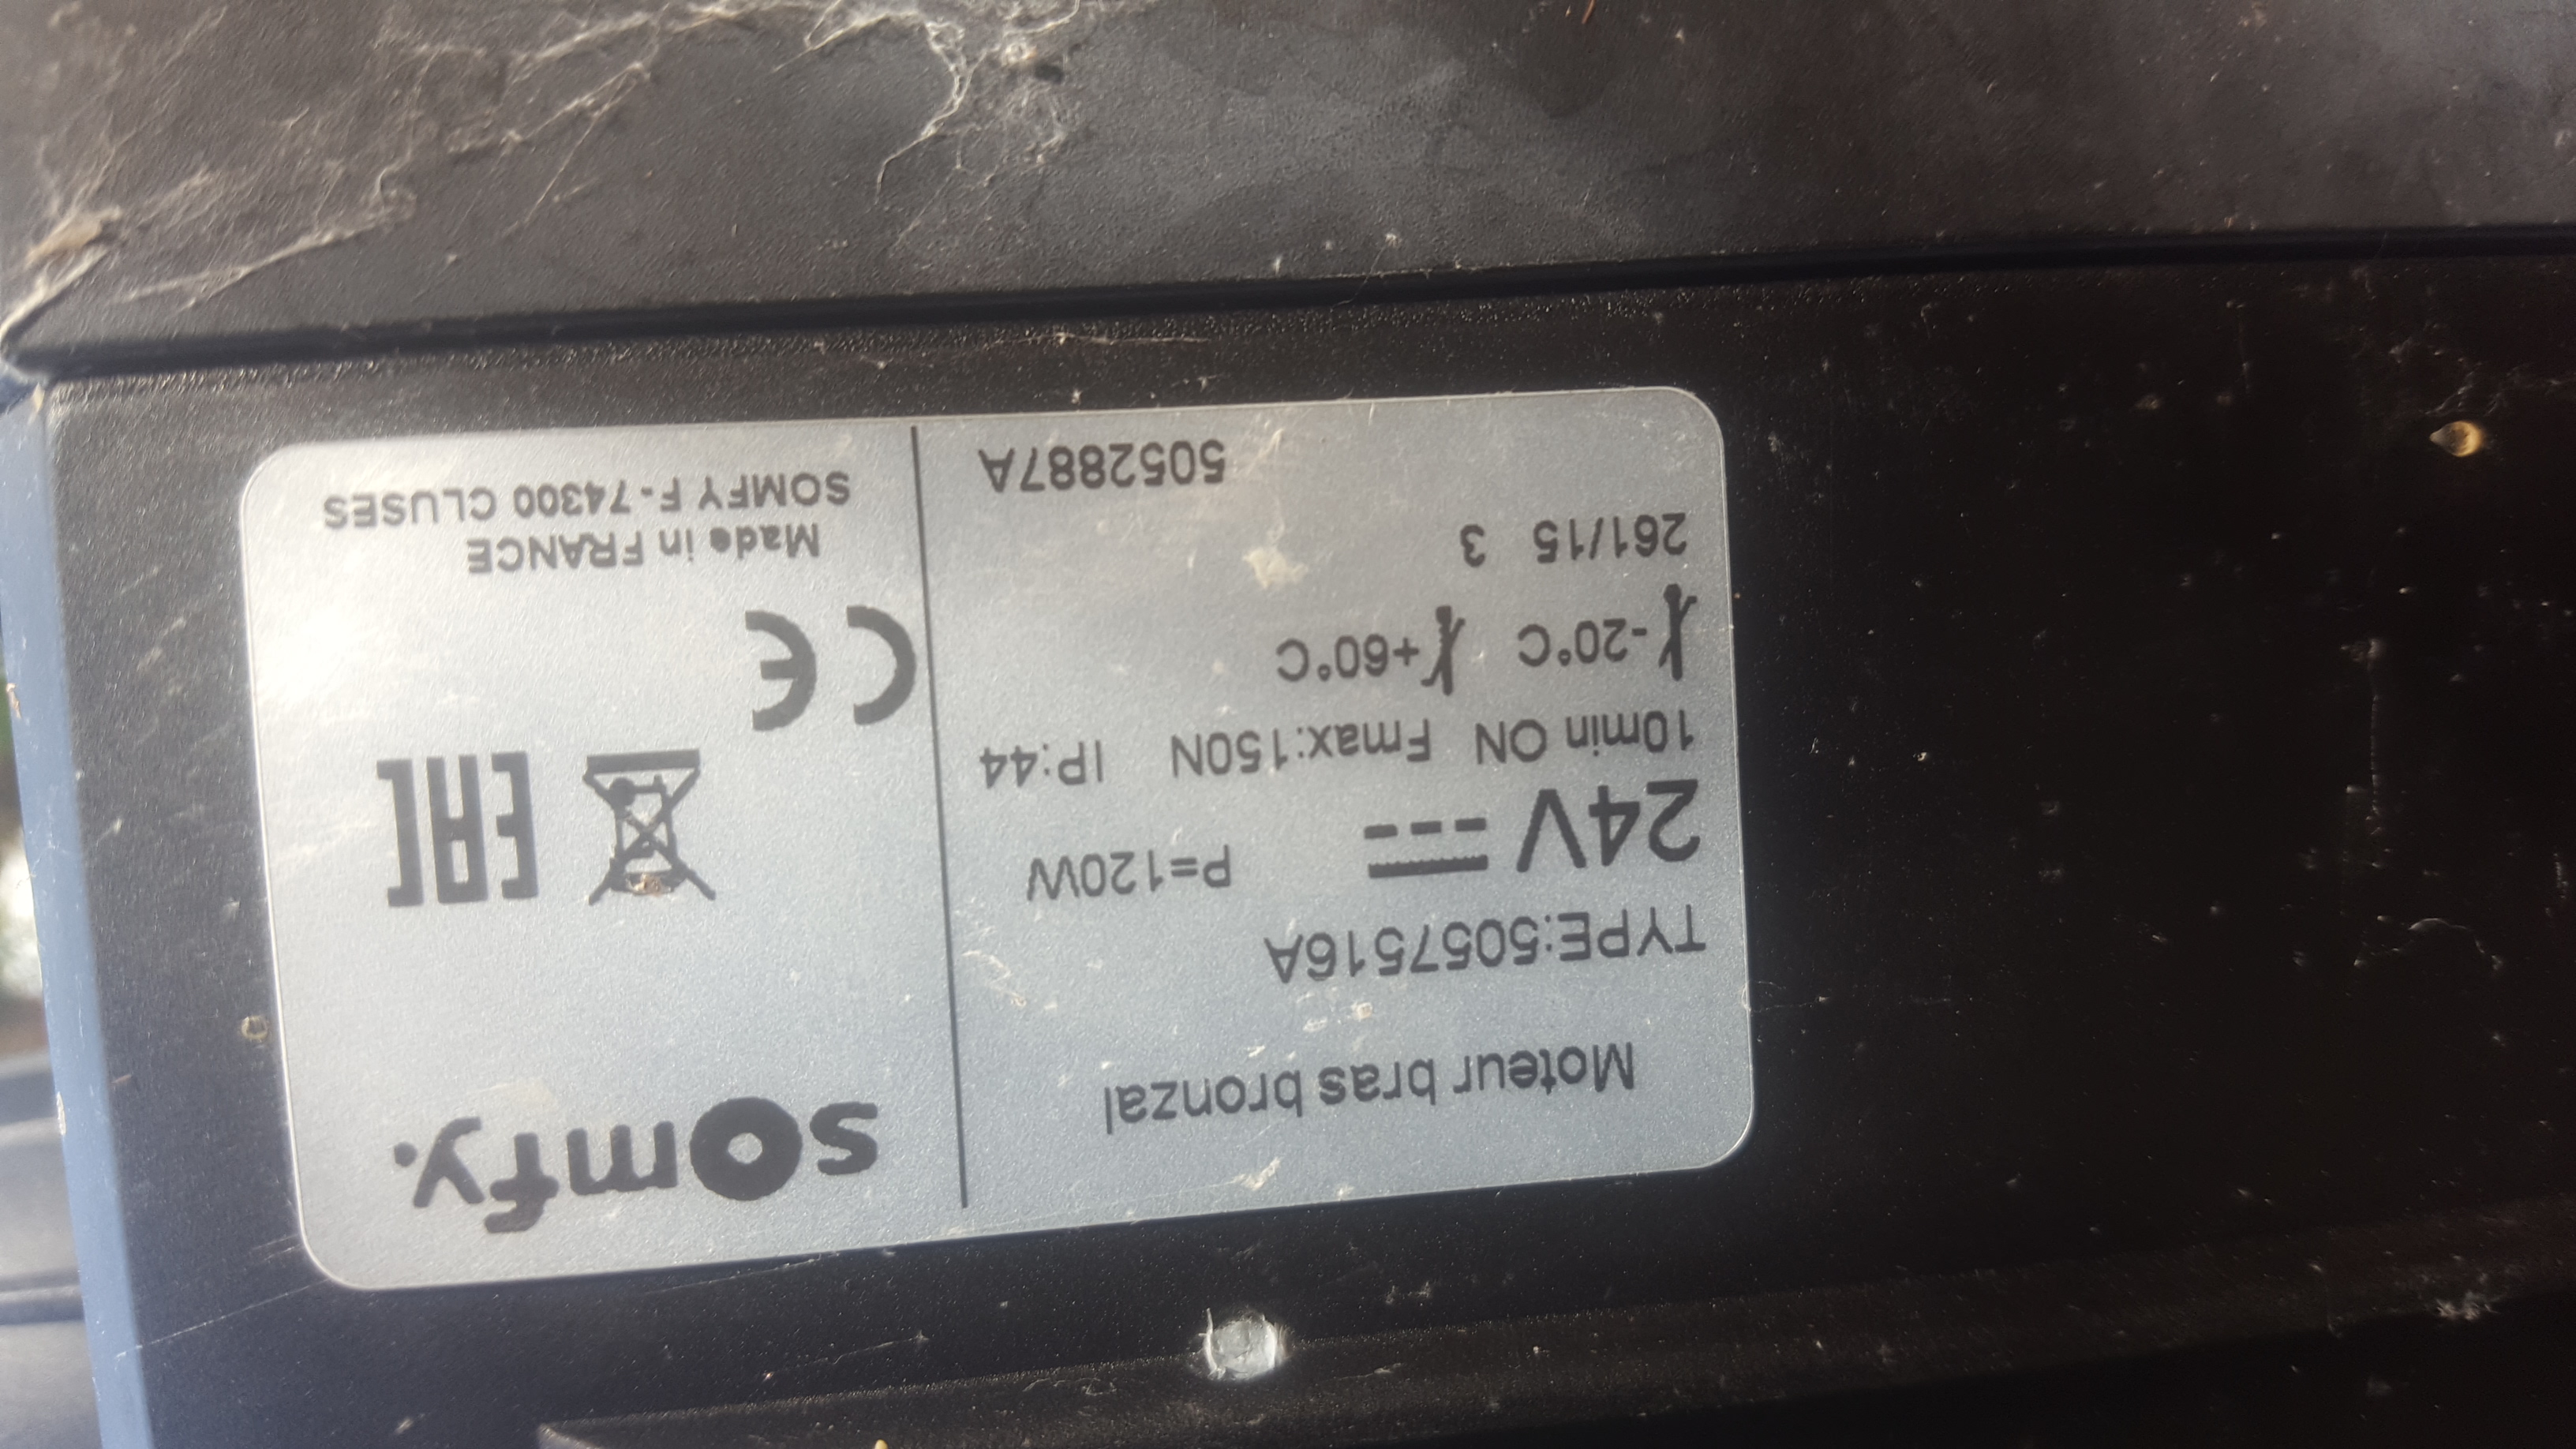 somfy.
Made in FRANCE
SOMFY F-74300 CLUSES
Moteur bras bronzal
TYPE:5057516A
24V P=120W
10min ON Fmax:150N IP:44
-20°C +60°C
261/15 3
5052887A
CE
EAC